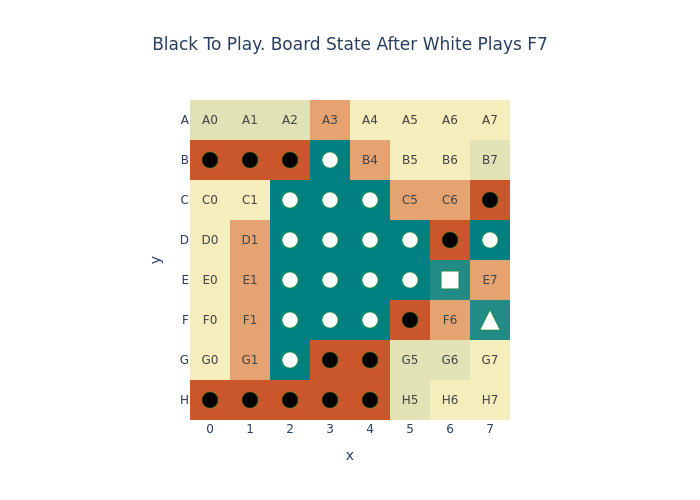 Black To Play. Board State After White Plays F7
A A0 A1 A2 A3 A4 A5 A6 A7
B B4 B5 B6 B7
C C0 C1 C5 C6
D D0 D1
E E0 E1 E7
F F0 F1 F6
G G0 G1 G5 G6 G7
H H5 H6 H7
0 1 2 3 4 5 6 7
x
y